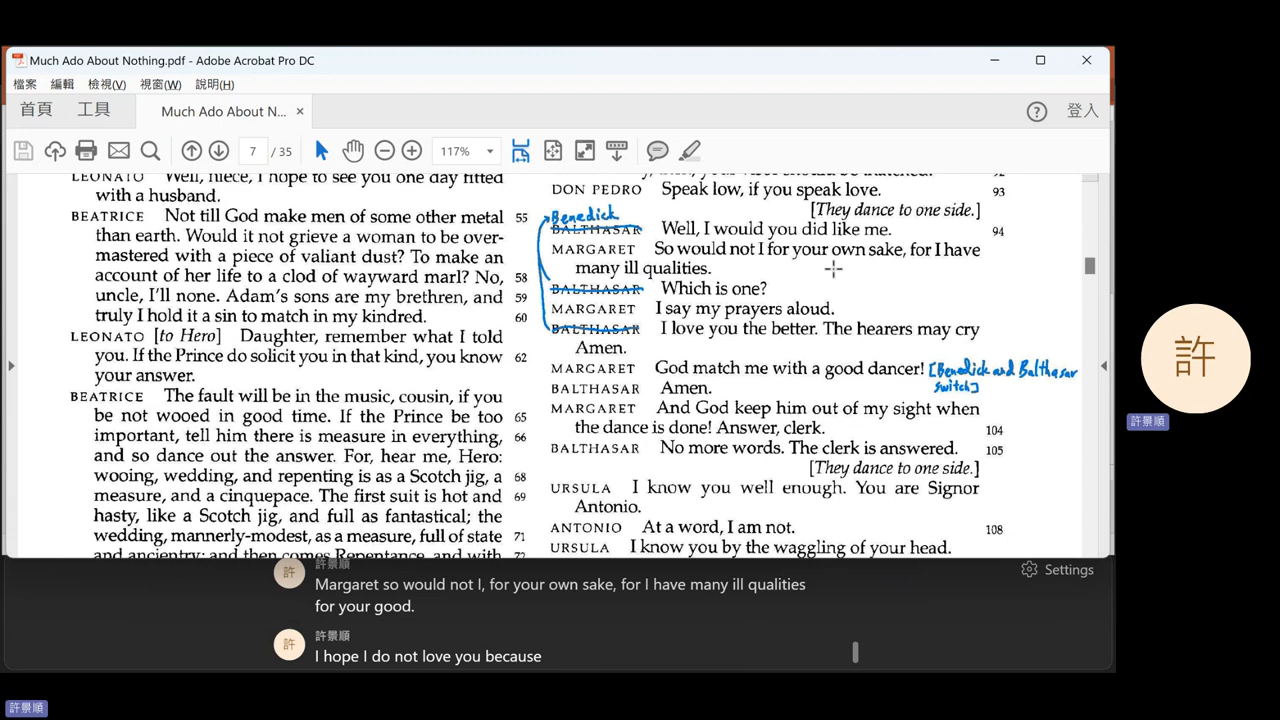 Much Ado About Nothing.pdf - Adobe Acrobat Pro DC
檔案 編輯 檢視(V) 視窗(W) 說明(H)
首頁 工具 Much Ado About N... × ? 登入
7 / 35 117%
LEONATO Well, niece, I hope to see you one day fitted
with a husband.
BEATRICE Not till God make men of some other metal 55
than earth. Would it not grieve a woman to be over-
mastered with a piece of valiant dust? To make an
account of her life to a clod of wayward marl? No, 58
uncle, I'll none. Adam's sons are my brethren, and 59
truly I hold it a sin to match in my kindred. 60
LEONATO [to Hero] Daughter, remember what I told
you. If the Prince do solicit you in that kind, you know 62
your answer.
BEATRICE The fault will be in the music, cousin, if you
be not wooed in good time. If the Prince be too 65
important, tell him there is measure in everything, 66
and so dance out the answer. For, hear me, Hero:
wooing, wedding, and repenting is as a Scotch jig, a 68
measure, and a cinquepace. The first suit is hot and 69
hasty, like a Scotch jig, and full as fantastical; the
wedding, mannerly-modest, as a measure, full of state 71
and ancientry; and then comes Repentance, and with 72
DON PEDRO Speak low, if you speak love. 93
[They dance to one side.]
Benedick
BALTHASAR Well, I would you did like me. 94
MARGARET So would not I for your own sake, for I have
many ill qualities.
BALTHASAR Which is one?
MARGARET I say my prayers aloud.
BALTHASAR I love you the better. The hearers may cry
Amen.
MARGARET God match me with a good dancer! [Benedick and Balthasar
switch]
BALTHASAR Amen.
MARGARET And God keep him out of my sight when
the dance is done! Answer, clerk. 104
BALTHASAR No more words. The clerk is answered. 105
[They dance to one side.]
URSULA I know you well enough. You are Signor
Antonio.
ANTONIO At a word, I am not. 108
URSULA I know you by the waggling of your head.
許
許景順
許 許景順
Margaret so would not I, for your own sake, for I have many ill qualities
for your good.
Settings
許 許景順
I hope I do not love you because
許景順